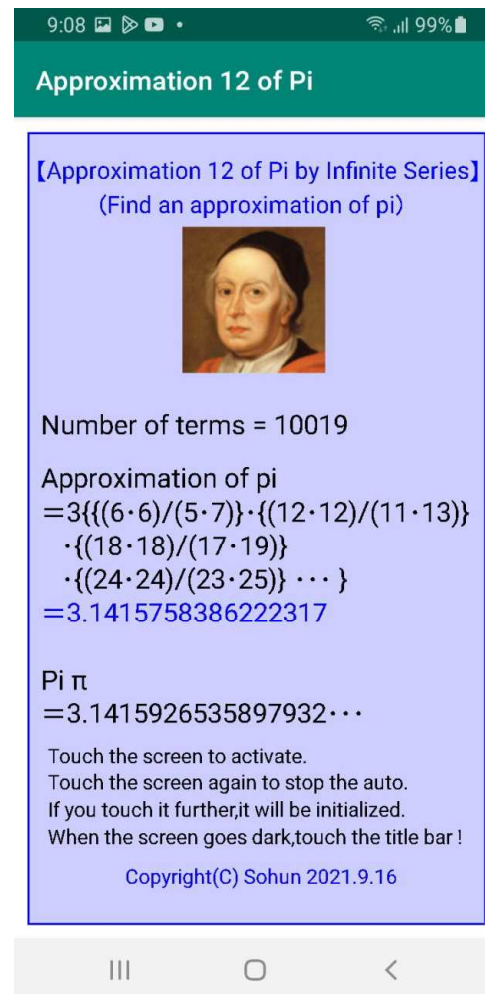 9:08
99%
Approximation 12 of Pi
【Approximation 12 of Pi by Infinite Series】
(Find an approximation of pi)
Number of terms = 10019
Approximation of pi
=3{{(6·6)/(5·7)}·{(12·12)/(11·13)}
·{(18·18)/(17·19)}
·{(24·24)/(23·25)} ··· }
=3.1415758386222317
Pi π
=3.1415926535897932···
Touch the screen to activate.
Touch the screen again to stop the auto.
If you touch it further,it will be initialized.
When the screen goes dark,touch the title bar !
Copyright(C) Sohun 2021.9.16